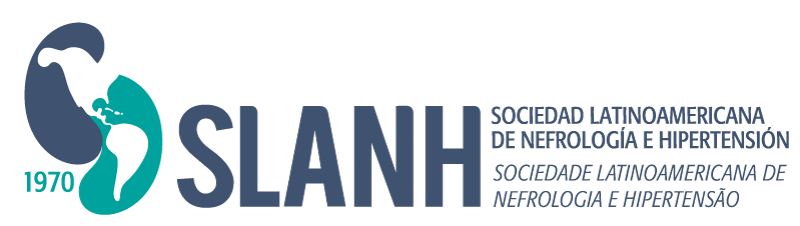 1970
SLANH
SOCIEDAD LATINOAMERICANA
DE NEFROLOGÍA E HIPERTENSIÓN
SOCIEDADE LATINOAMERICANA DE
NEFROLOGIA E HIPERTENSÃO